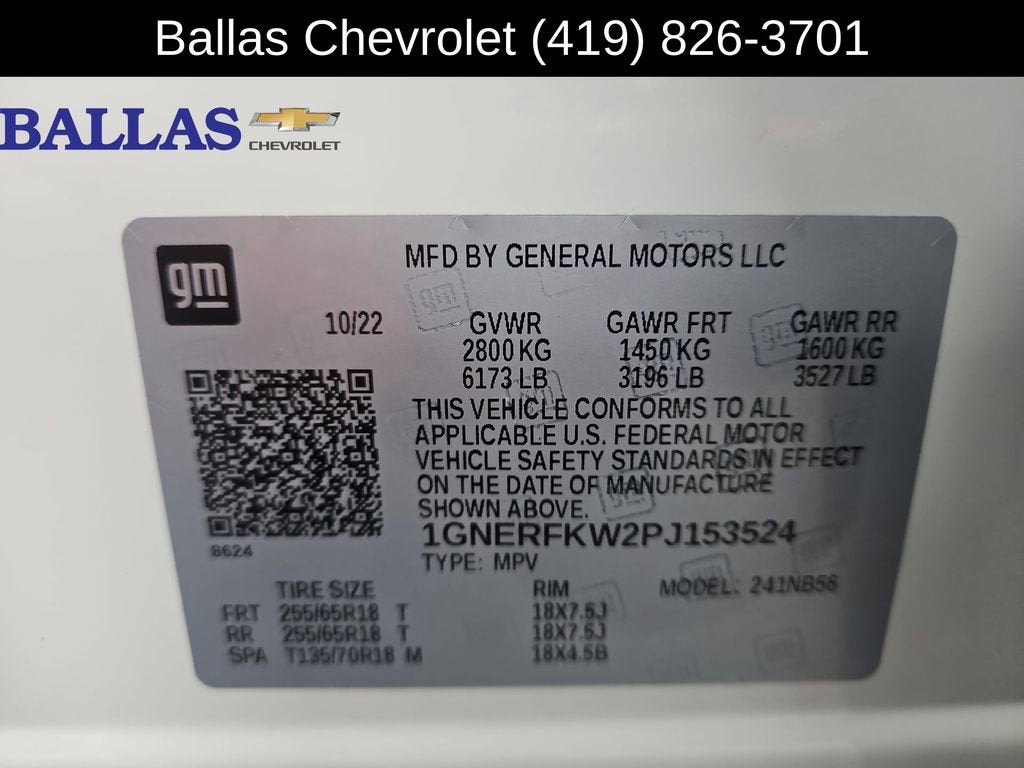 Ballas Chevrolet (419) 826-3701
BALLAS
CHEVROLET
gm
MFD BY GENERAL MOTORS LLC
10/22 GVWR GAWR FRT GAWR RR
2800 KG 1450 KG 1600 KG
6173 LB 3196 LB 3527 LB
THIS VEHICLE CONFORMS TO ALL
APPLICABLE U.S. FEDERAL MOTOR
VEHICLE SAFETY STANDARDS IN EFFECT
ON THE DATE OF MANUFACTURE
SHOWN ABOVE.
1GNERFKW2PJ153524
8624
TYPE: MPV
TIRE SIZE RIM MODEL: 241NB56
FRT 255/65R18 T 18X7.5J
RR 255/65R18 T 18X7.5J
SPA T135/70R18 M 18X4.5B